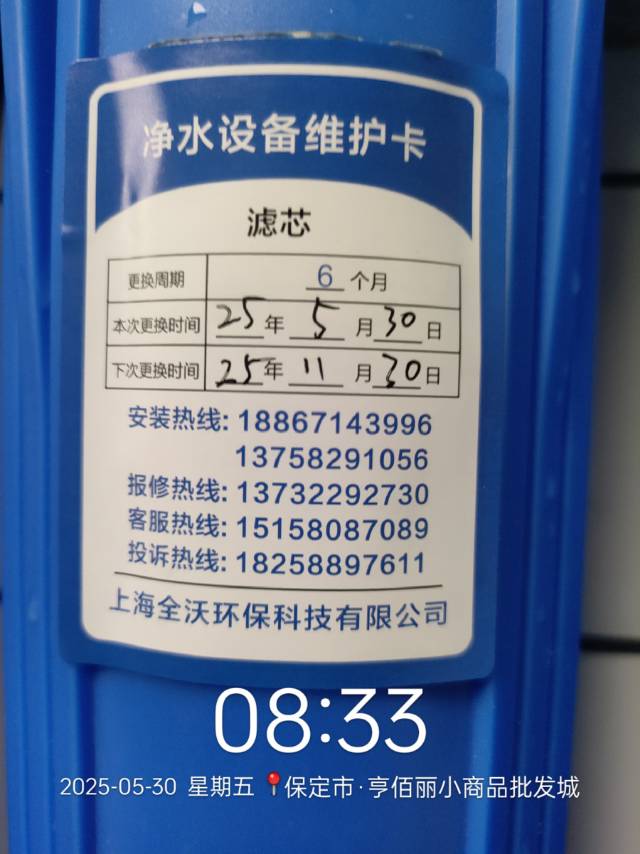 净水设备维护卡
滤芯
更换周期 6 个月
本次更换时间 25年 5 月 30 日
下次更换时间 25年 11 月 30 日
安装热线: 18867143996
13758291056
报修热线: 13732292730
客服热线: 15158087089
投诉热线: 18258897611
上海全沃环保科技有限公司
08:33
2025-05-30 星期五 📍保定市·亨佰丽小商品批发城